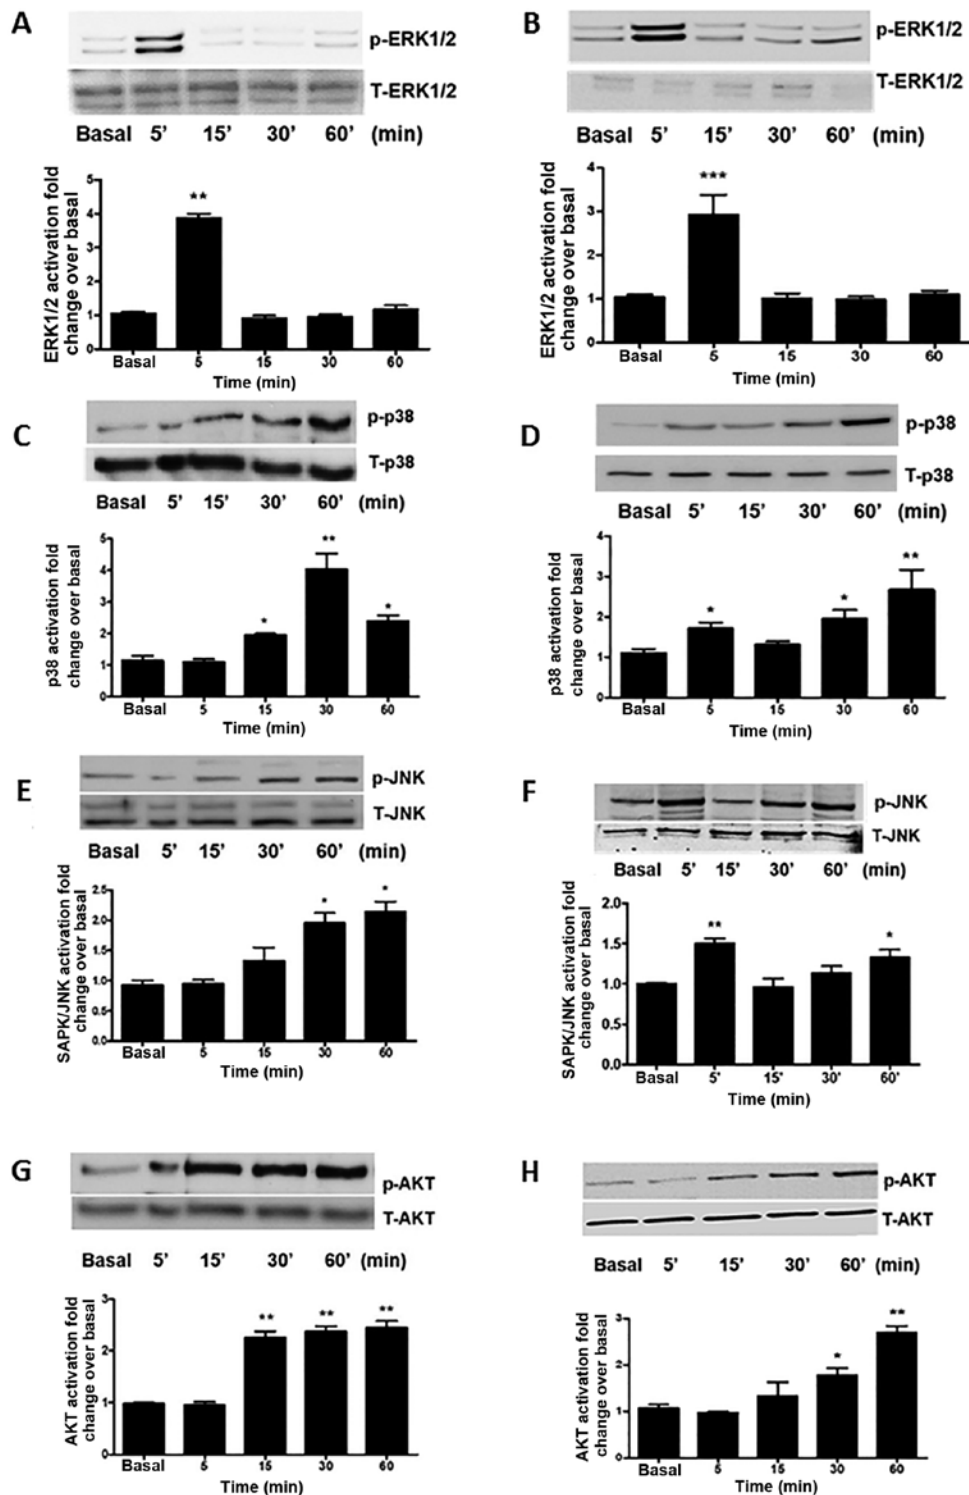 A
p-ERK1/2
T-ERK1/2
Basal 5’ 15’ 30’ 60’ (min)
ERK1/2 activation fold
change over basal
5
4
3
2
1
0
**
Basal 5 15 30 60
Time (min)
B
p-ERK1/2
T-ERK1/2
Basal 5’ 15’ 30’ 60’ (min)
ERK1/2 activation fold
change over basal
4
3
2
1
0
***
Basal 5 15 30 60
Time (min)
C
p-p38
T-p38
Basal 5’ 15’ 30’ 60’ (min)
p38 activation fold
change over basal
5
4
3
2
1
0
* ** *
Basal 5 15 30 60
Time (min)
D
p-p38
T-p38
Basal 5’ 15’ 30’ 60’ (min)
p38 activation fold
change over basal
4
3
2
1
0
* * **
Basal 5 15 30 60
Time (min)
E
p-JNK
T-JNK
Basal 5’ 15’ 30’ 60’ (min)
SAPK/JNK activation fold
change over basal
2.5
2.0
1.5
1.0
0.5
0.0
* *
Basal 5 15 30 60
Time (min)
F
p-JNK
T-JNK
Basal 5’ 15’ 30’ 60’ (min)
SAPK/JNK activation fold
change over basal
2.0
1.5
1.0
0.5
0.0
** *
Basal 5' 15' 30' 60'
Time (min)
G
p-AKT
T-AKT
Basal 5’ 15’ 30’ 60’ (min)
AKT activation fold
change over basal
3
2
1
0
** ** **
Basal 5 15 30 60
Time (min)
H
p-AKT
T-AKT
Basal 5’ 15’ 30’ 60’ (min)
AKT activation fold
change over basal
3
2
1
0
* **
Basal 5 15 30 60
Time (min)